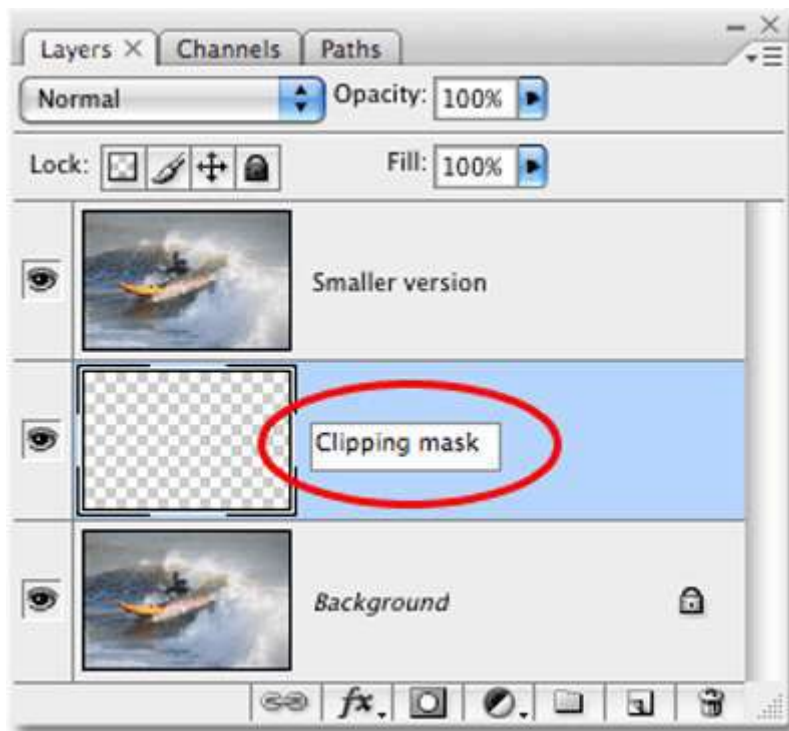 Layers Channels Paths
Normal Opacity: 100%
Lock: Fill: 100%
Smaller version
Clipping mask
Background
fx.